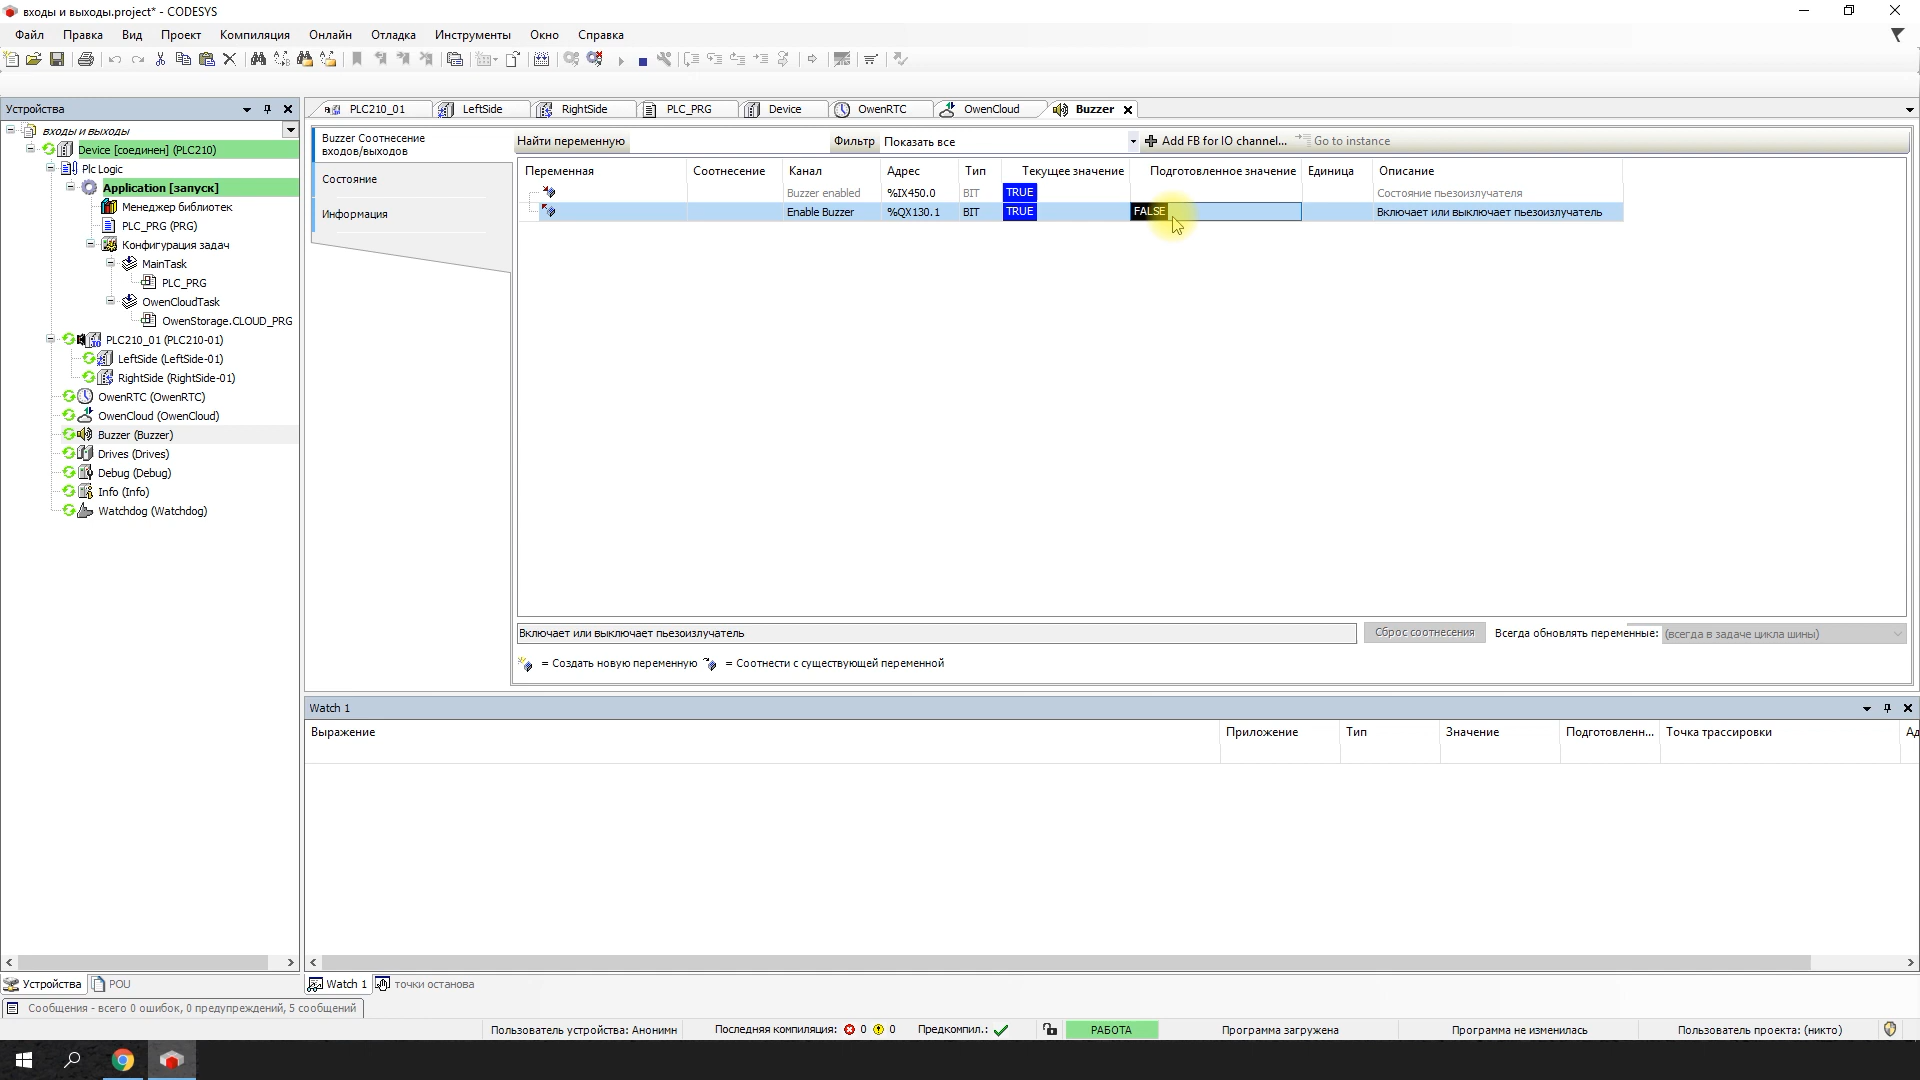 входы и выходы.project* - CODESYS
Файл Правка Вид Проект Компиляция Онлайн Отладка Инструменты Окно Справка
Устройства
входы и выходы
Device [соединен] (PLC210)
Plc Logic
Application [запуск]
Менеджер библиотек
PLC_PRG (PRG)
Конфигурация задач
MainTask
PLC_PRG
OwenCloudTask
OwenStorage.CLOUD_PRG
PLC210_01 (PLC210-01)
LeftSide (LeftSide-01)
RightSide (RightSide-01)
OwenRTC (OwenRTC)
OwenCloud (OwenCloud)
Buzzer (Buzzer)
Drives (Drives)
Debug (Debug)
Info (Info)
Watchdog (Watchdog)
Устройства POU
PLC210_01 LeftSide RightSide PLC_PRG Device OwenRTC OwenCloud Buzzer
Buzzer Соотнесение
входов/выходов
Состояние
Информация
Найти переменную Фильтр Показать все Add FB for IO channel... Go to instance
Переменная Соотнесение Канал Адрес Тип Текущее значение Подготовленное значение Единица Описание
Buzzer enabled %IX450.0 BIT TRUE Состояние пьезоизлучателя
Enable Buzzer %QX130.1 BIT TRUE FALSE Включает или выключает пьезоизлучатель
Включает или выключает пьезоизлучатель Сброс соотнесения Всегда обновлять переменные: (всегда в задаче цикла шины)
= Создать новую переменную = Соотнести с существующей переменной
Watch 1
Выражение Приложение Тип Значение Подготовленн... Точка трассировки Ад
Watch 1 точки останова
Сообщения - всего 0 ошибок, 0 предупреждений, 5 сообщений
Пользователь устройства: Анонимн Последняя компиляция: 0 0 Предкомпил.: РАБОТА Программа загружена Программа не изменилась Пользователь проекта: (никто)